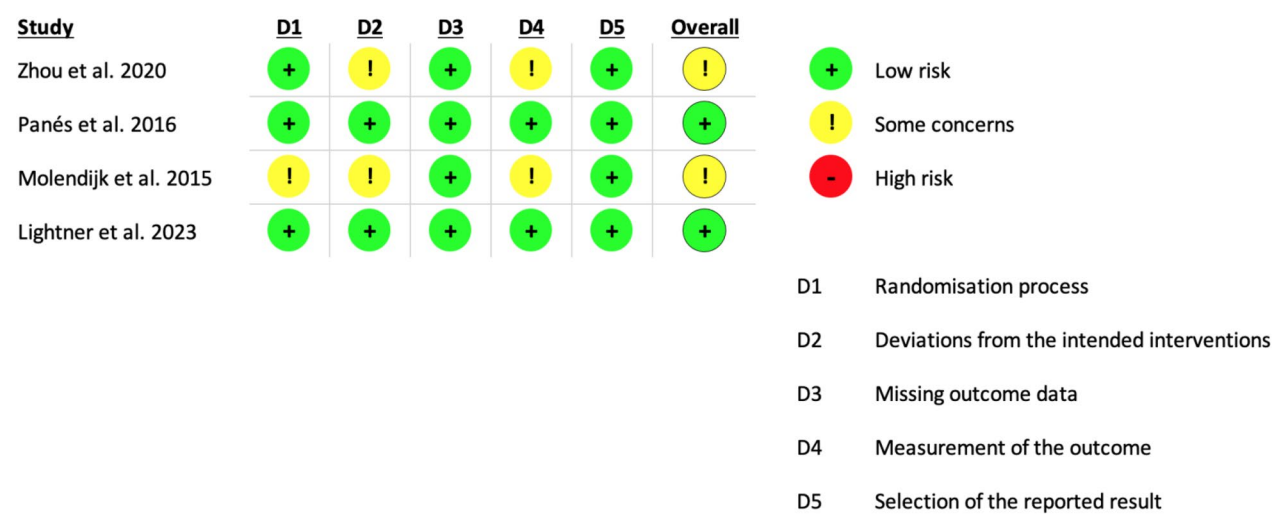 Study D1 D2 D3 D4 D5 Overall
Zhou et al. 2020 + ! + ! + ! + Low risk
Panés et al. 2016 + + + + + + ! Some concerns
Molendijk et al. 2015 ! ! + ! + ! - High risk
Lightner et al. 2023 + + + + + +
D1 Randomisation process
D2 Deviations from the intended interventions
D3 Missing outcome data
D4 Measurement of the outcome
D5 Selection of the reported result